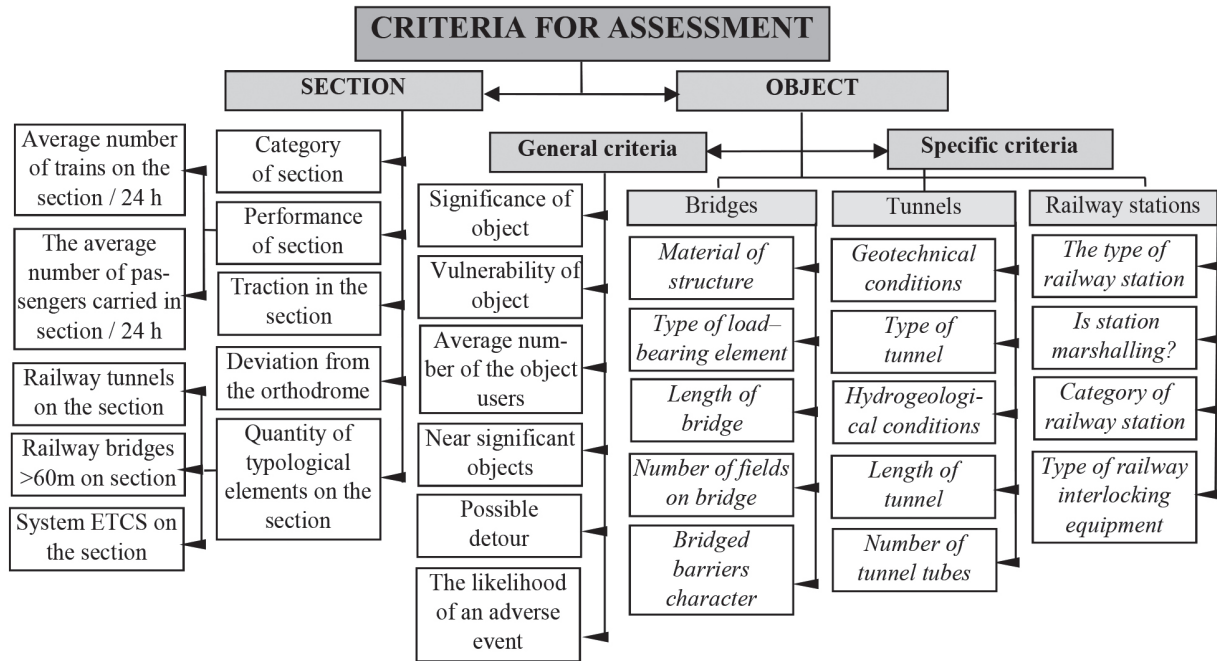 CRITERIA FOR ASSESSMENT
SECTION
OBJECT
Average number
of trains on the
section / 24 h
The average
number of pas-
sengers carried in
section / 24 h
Railway tunnels
on the section
Railway bridges
>60m on section
System ETCS on
the section
Category
of section
Performance
of section
Traction in the
section
Deviation from
the orthodrome
Quantity of
typological
elements on the
section
General criteria
Significance of
object
Vulnerability of
object
Average num-
ber of the object
users
Near significant
objects
Possible
detour
The likelihood
of an adverse
event
Specific criteria
Bridges
Material of
structure
Type of load–
bearing element
Length of
bridge
Number of fields
on bridge
Bridged
barriers
character
Tunnels
Geotechnical
conditions
Type of
tunnel
Hydrogeologi-
cal conditions
Length of
tunnel
Number of
tunnel tubes
Railway stations
The type of
railway station
Is station
marshalling?
Category of
railway station
Type of railway
interlocking
equipment